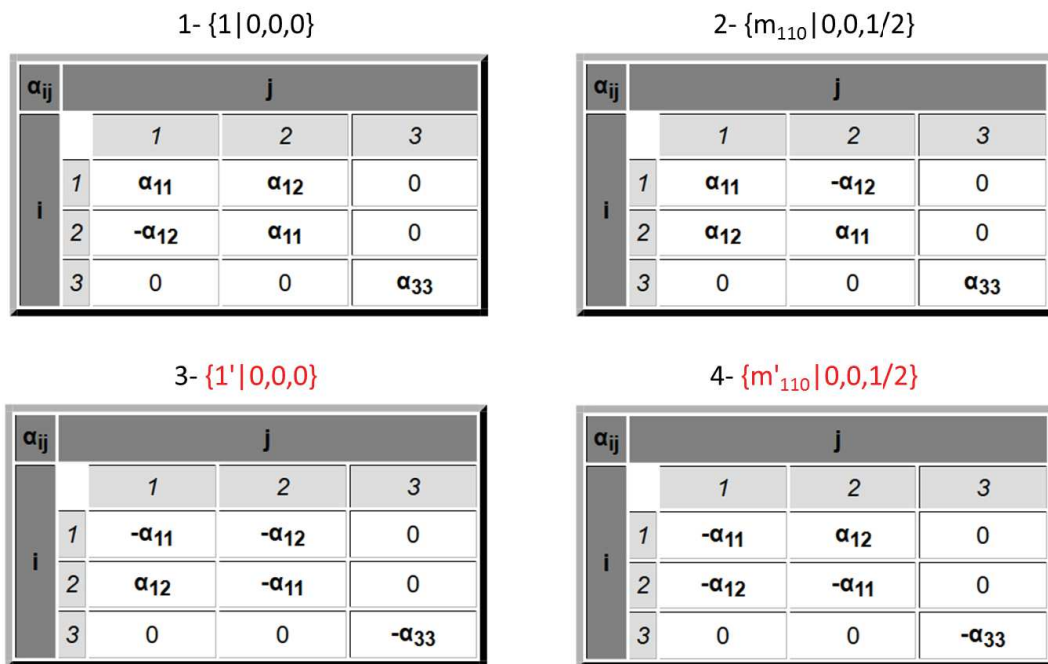 1- {1|0,0,0}
αij j
1 2 3
i
1 α11 α12 0
2 -α12 α11 0
3 0 0 α33
2- {m110|0,0,1/2}
αij j
1 2 3
i
1 α11 -α12 0
2 α12 α11 0
3 0 0 α33
3- {1'|0,0,0}
αij j
1 2 3
i
1 -α11 -α12 0
2 α12 -α11 0
3 0 0 -α33
4- {m'110|0,0,1/2}
αij j
1 2 3
i
1 -α11 α12 0
2 -α12 -α11 0
3 0 0 -α33